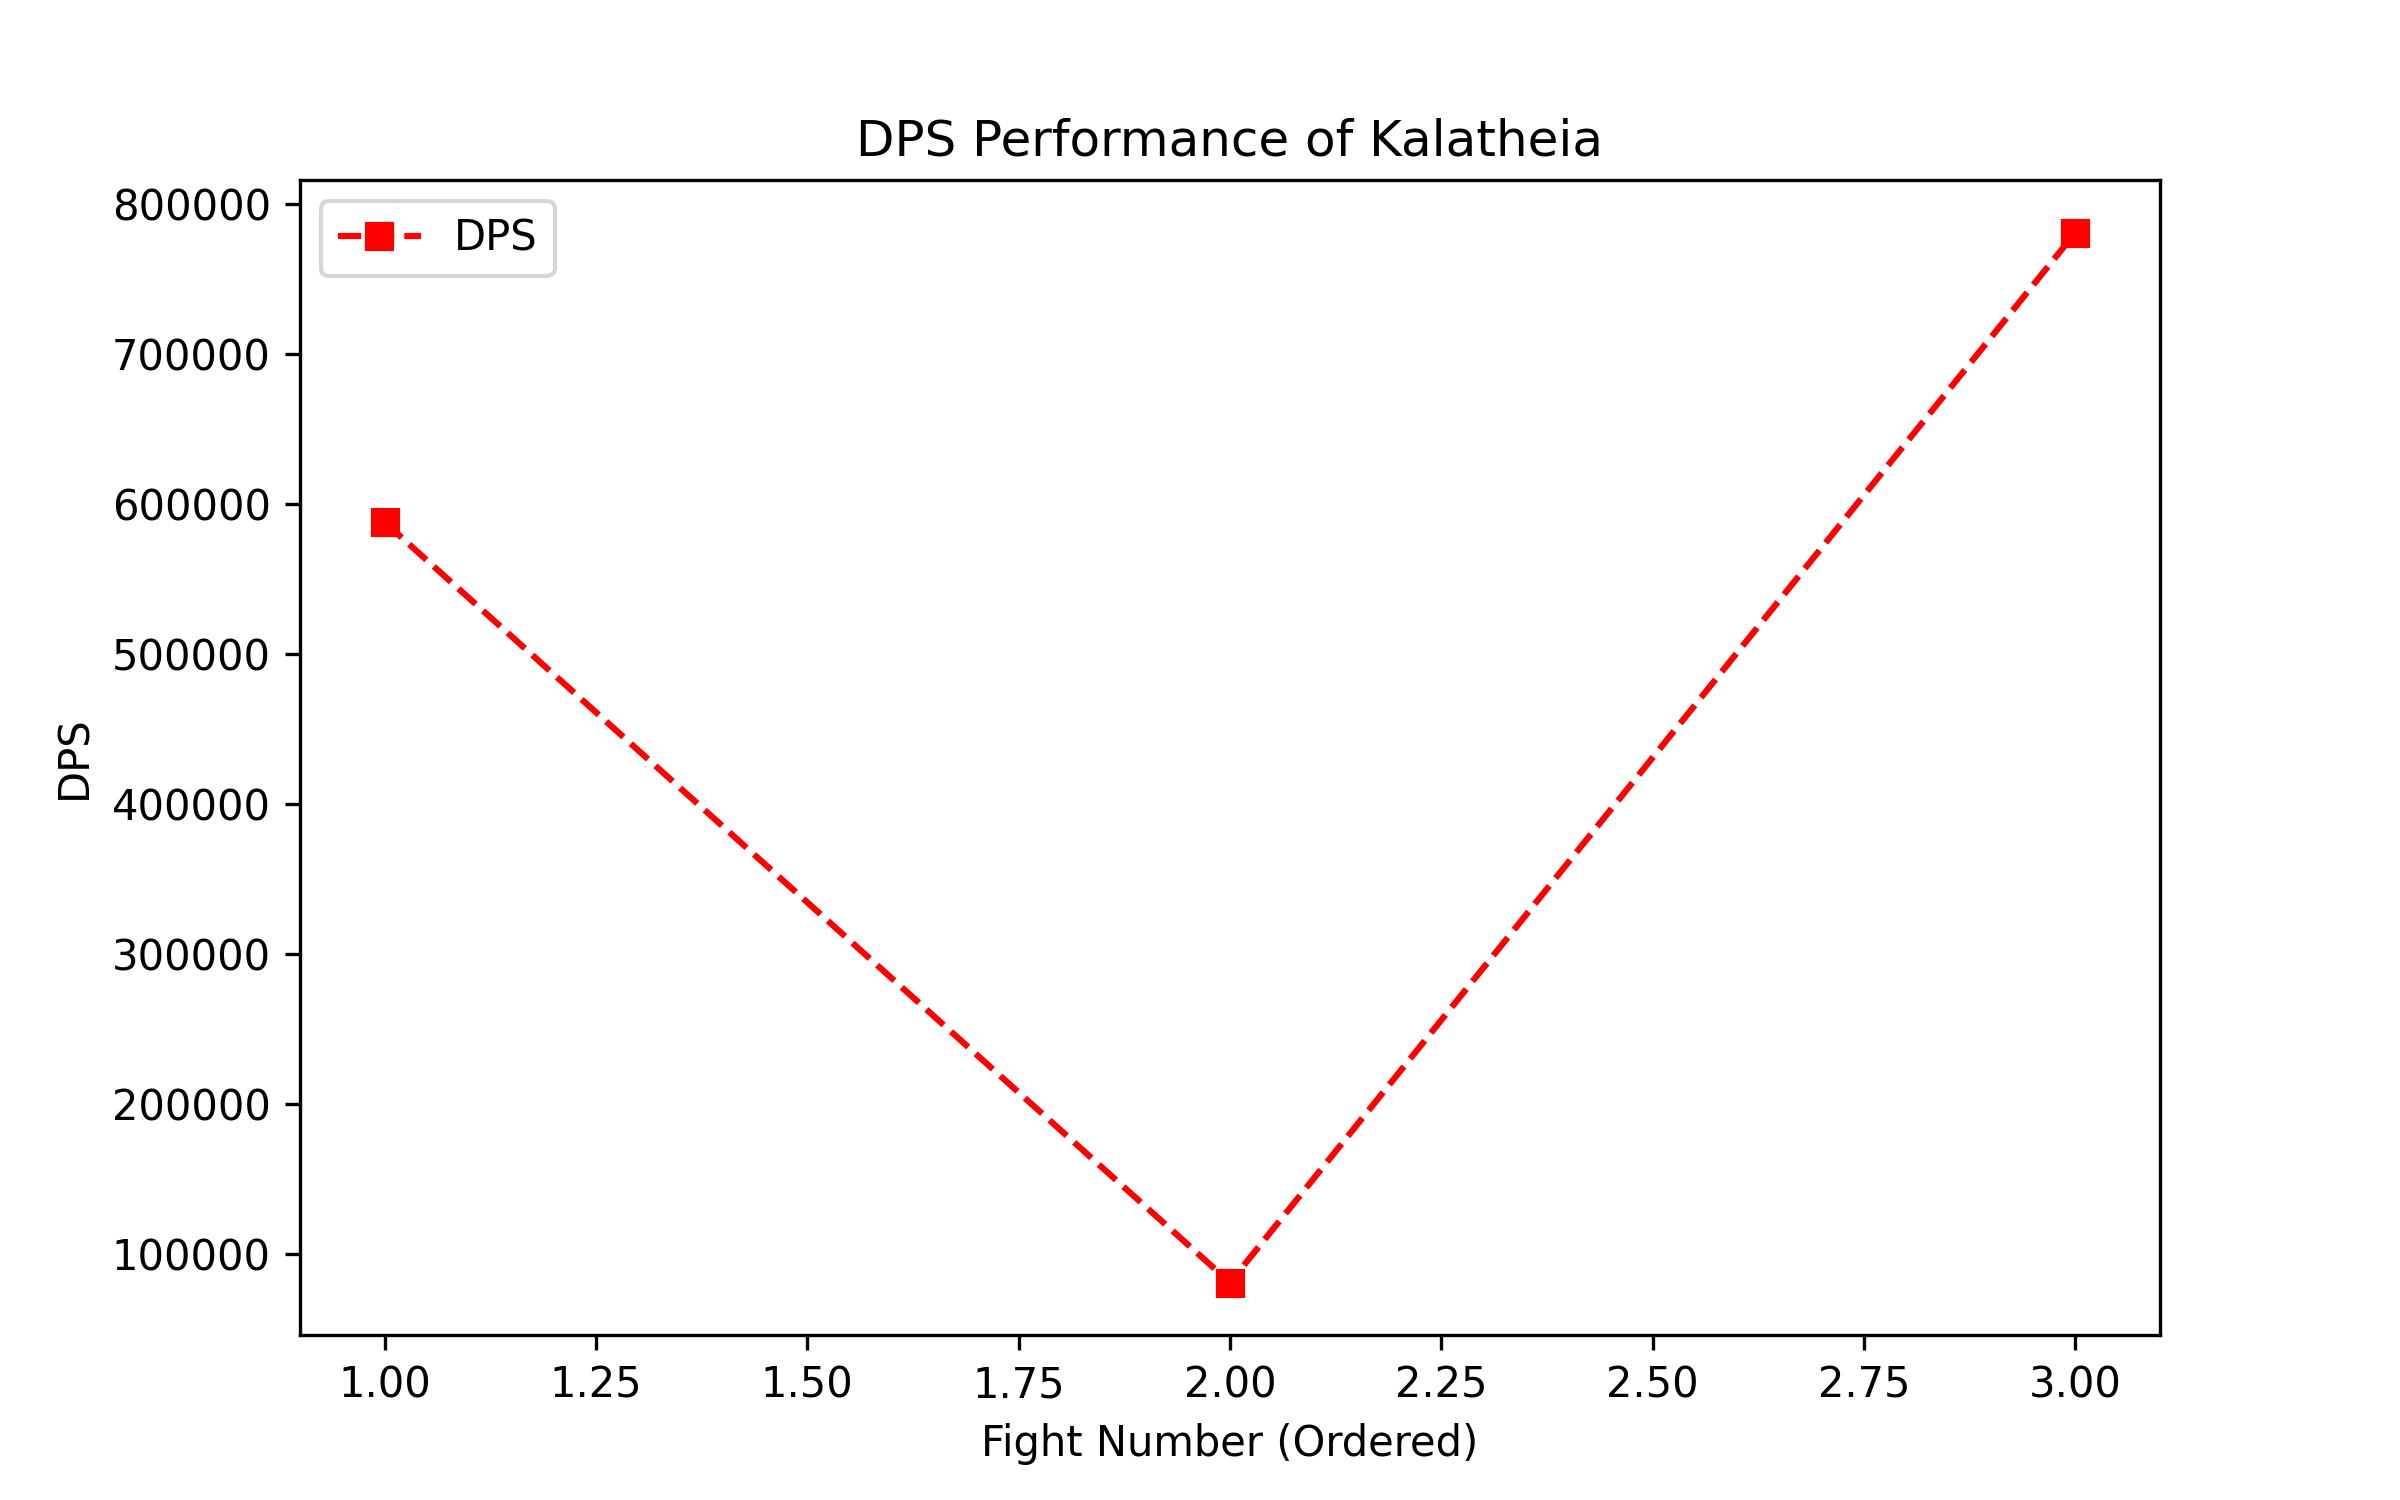 DPS Performance of Kalatheia
DPS
800000
700000
600000
500000
400000
300000
200000
100000
DPS
1.00 1.25 1.50 1.75 2.00 2.25 2.50 2.75 3.00
Fight Number (Ordered)